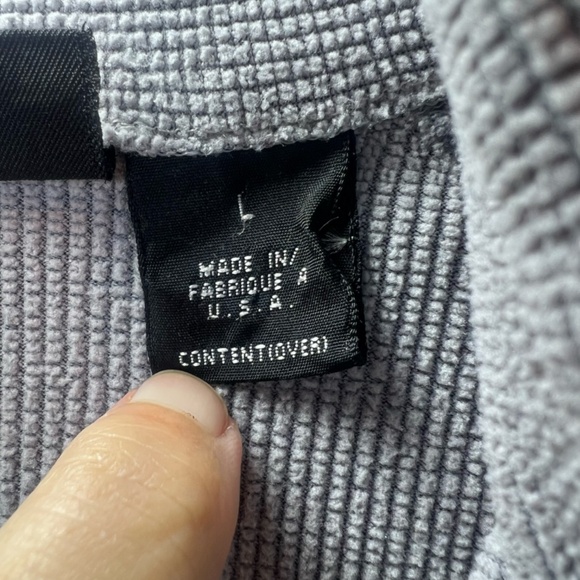 L
MADE IN/
FABRIQUE A
U.S.A.
CONTENT(OVER)